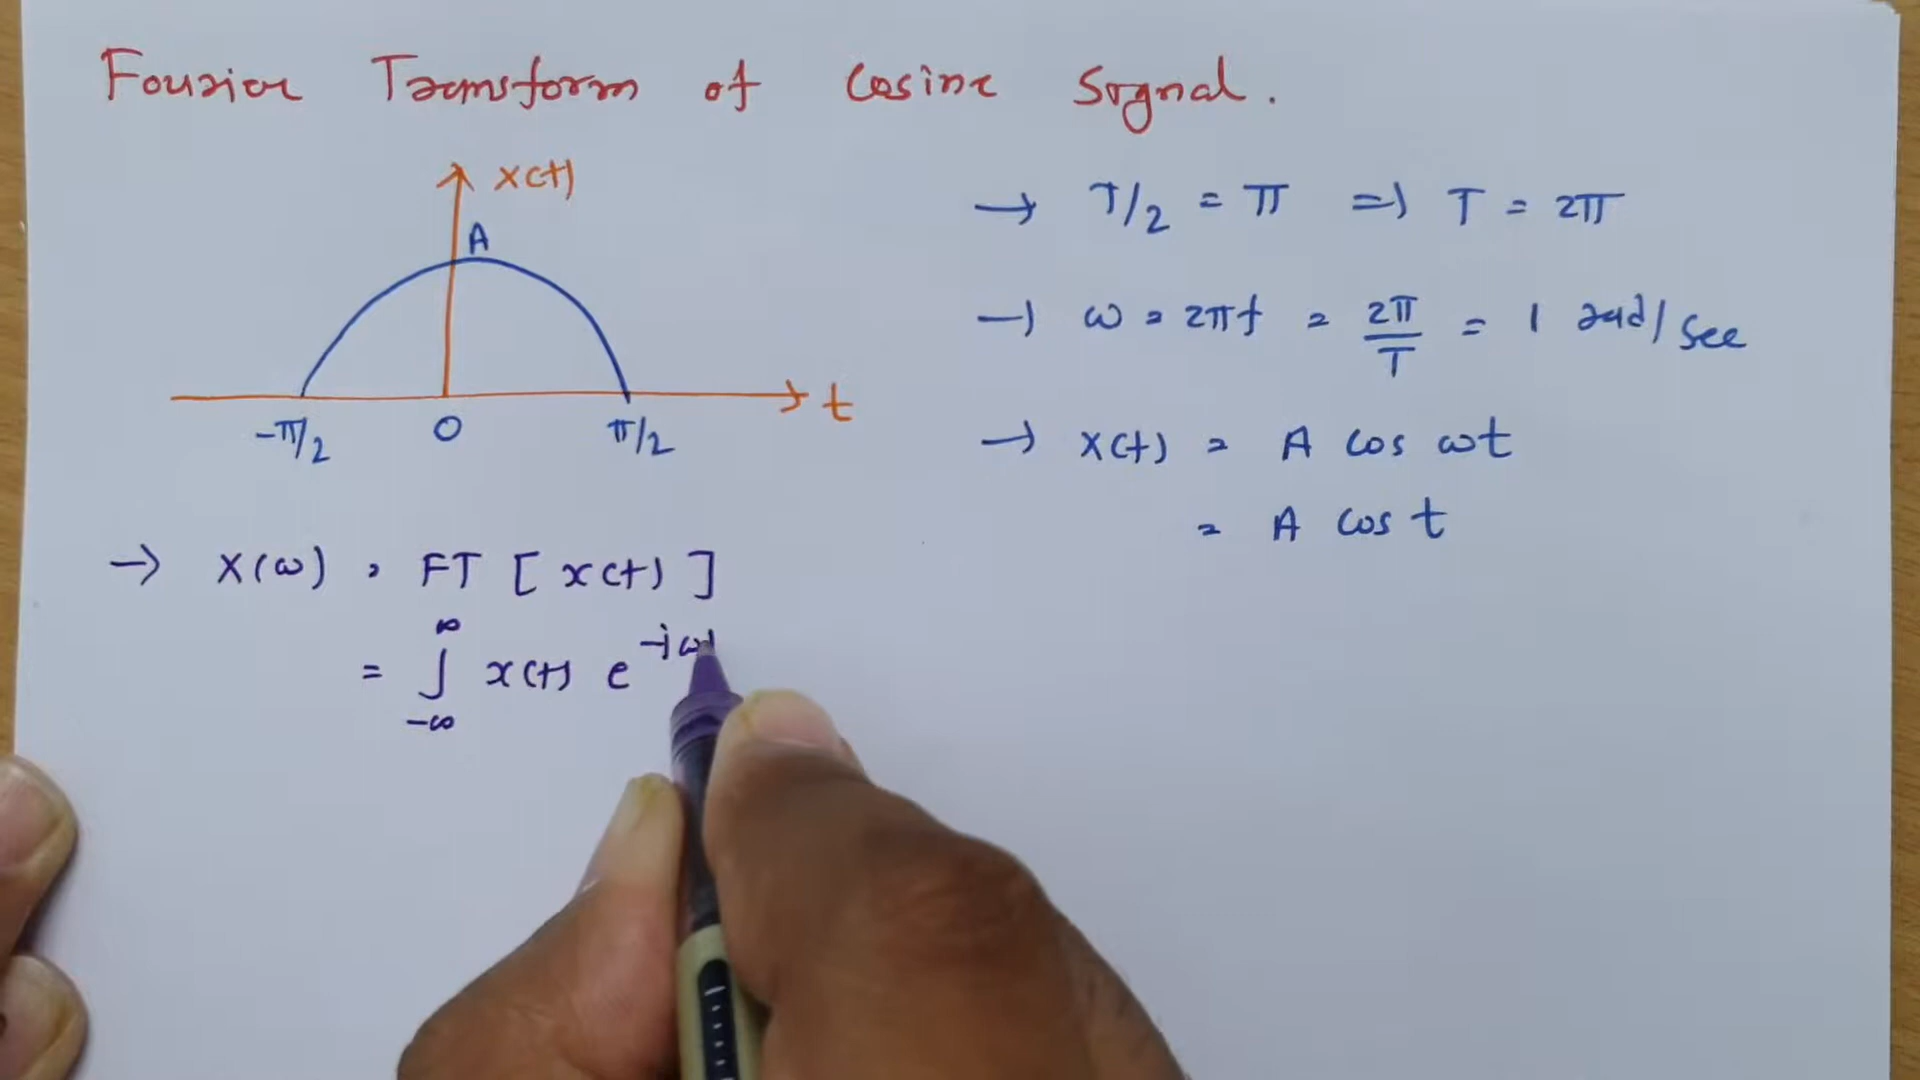 Fourier Transform of Cosine Signal.
x(t)
A
-π/2 0 π/2 t
→ T/2 = π => T = 2π
→ ω = 2πf = 2π/T = 1 rad/sec
→ x(t) = A cos ωt
= A cos t
→ X(ω) = FT [ x(t) ]
= ∫_{-∞}^{∞} x(t) e^{-jω